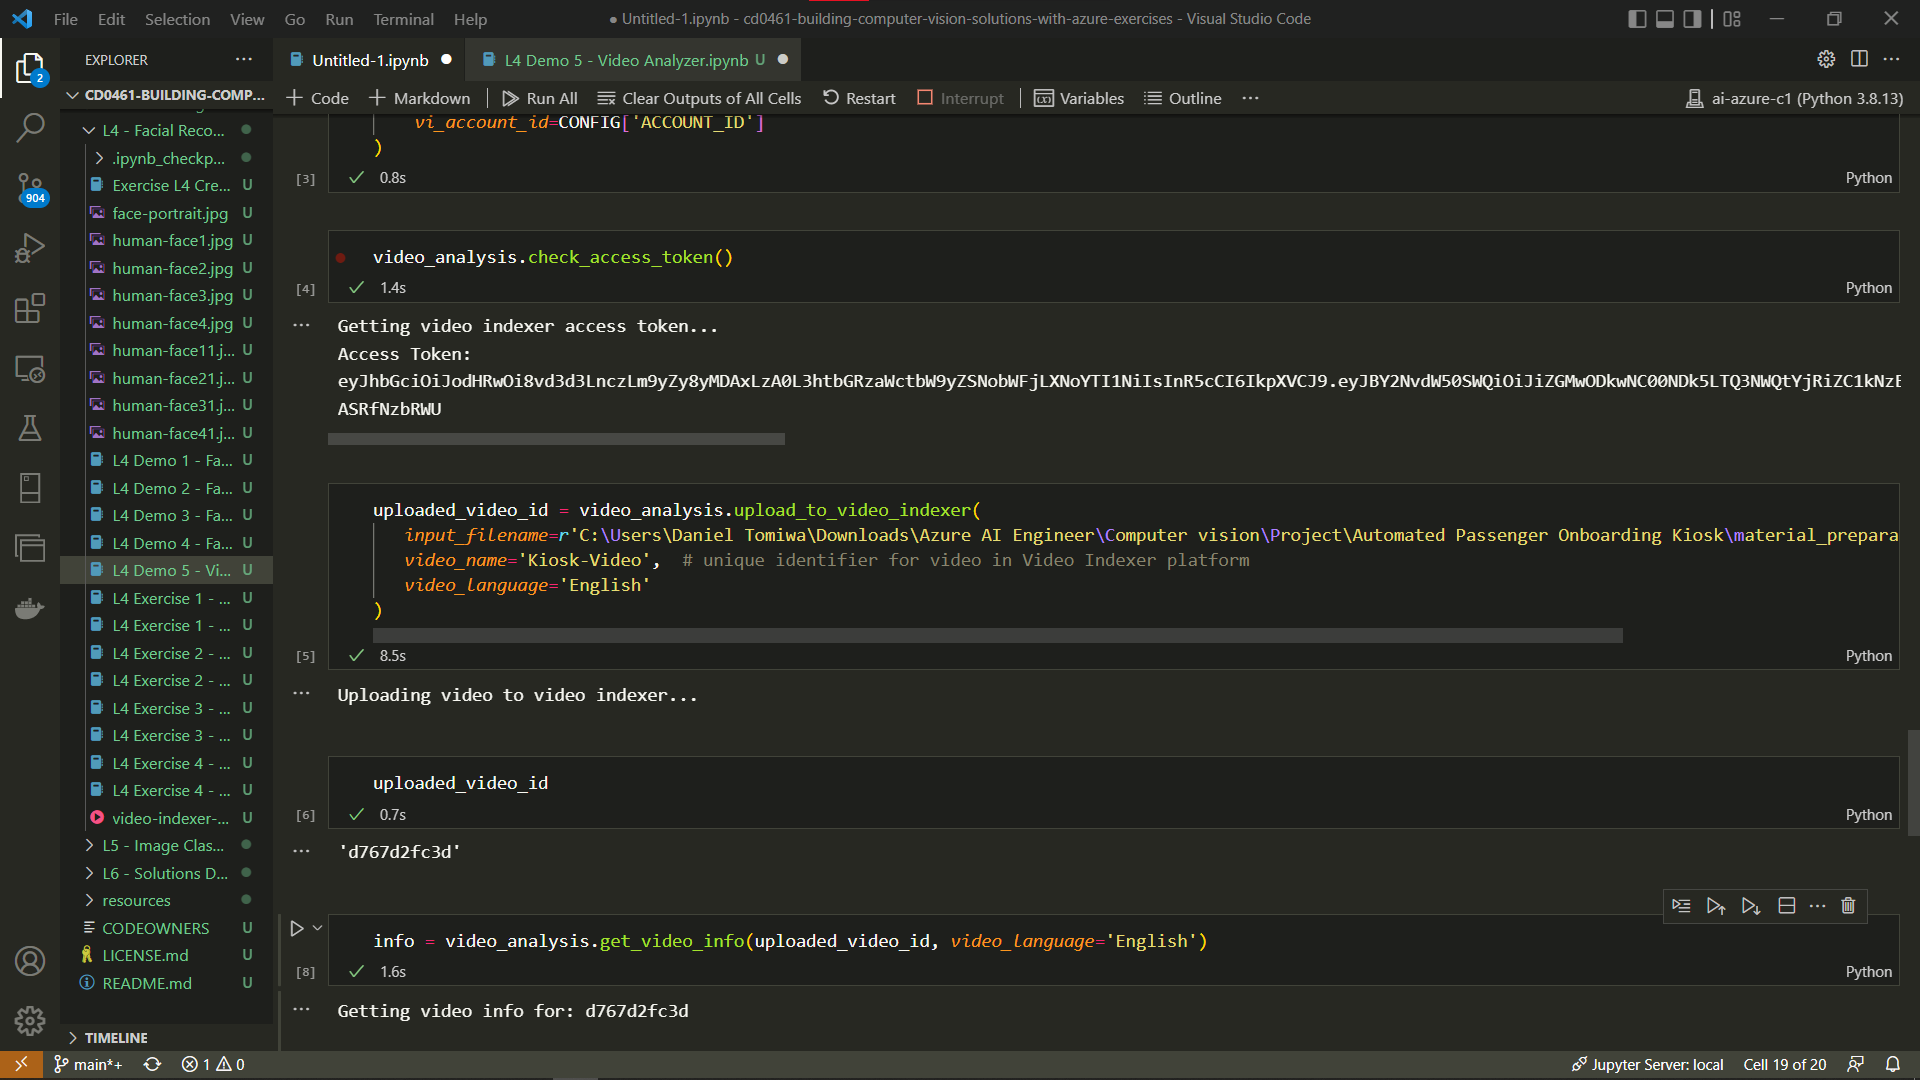 File Edit Selection View Go Run Terminal Help
● Untitled-1.ipynb - cd0461-building-computer-vision-solutions-with-azure-exercises - Visual Studio Code
EXPLORER ···
Untitled-1.ipynb
L4 Demo 5 - Video Analyzer.ipynb U
CD0461-BUILDING-COMP...
+ Code + Markdown Run All Clear Outputs of All Cells Restart Interrupt Variables Outline ··· ai-azure-c1 (Python 3.8.13)
L4 - Facial Reco...
.ipynb_checkp...
Exercise L4 Cre... U
face-portrait.jpg U
human-face1.jpg U
human-face2.jpg U
human-face3.jpg U
human-face4.jpg U
human-face11.j... U
human-face21.j... U
human-face31.j... U
human-face41.j... U
L4 Demo 1 - Fa... U
L4 Demo 2 - Fa... U
L4 Demo 3 - Fa... U
L4 Demo 4 - Fa... U
L4 Demo 5 - Vi... U
L4 Exercise 1 - ... U
L4 Exercise 1 - ... U
L4 Exercise 2 - ... U
L4 Exercise 2 - ... U
L4 Exercise 3 - ... U
L4 Exercise 3 - ... U
L4 Exercise 4 - ... U
L4 Exercise 4 - ... U
video-indexer-... U
L5 - Image Clas...
L6 - Solutions D...
resources
CODEOWNERS U
LICENSE.md U
README.md U
TIMELINE
2
904
vi_account_id=CONFIG['ACCOUNT_ID']
)
[3] 0.8s Python
video_analysis.check_access_token()
[4] 1.4s Python
Getting video indexer access token...
Access Token:
eyJhbGciOiJodHRwOi8vd3d3LnczLm9yZy8yMDAxLzA0L3htbGRzaWctbW9yZSNobWFjLXNoYTI1NiIsInR5cCI6IkpXVCJ9.eyJBY2NvdW50SWQiOiJiZGMwODkwNC00NDk5LTQ3NWQtYjRiZC1kNzE
ASRfNzbRWU
uploaded_video_id = video_analysis.upload_to_video_indexer(
input_filename=r'C:\Users\Daniel Tomiwa\Downloads\Azure AI Engineer\Computer vision\Project\Automated Passenger Onboarding Kiosk\material_prepara
video_name='Kiosk-Video', # unique identifier for video in Video Indexer platform
video_language='English'
)
[5] 8.5s Python
Uploading video to video indexer...
uploaded_video_id
[6] 0.7s Python
'd767d2fc3d'
info = video_analysis.get_video_info(uploaded_video_id, video_language='English')
[8] 1.6s Python
Getting video info for: d767d2fc3d
main*+ 1 0 Jupyter Server: local Cell 19 of 20